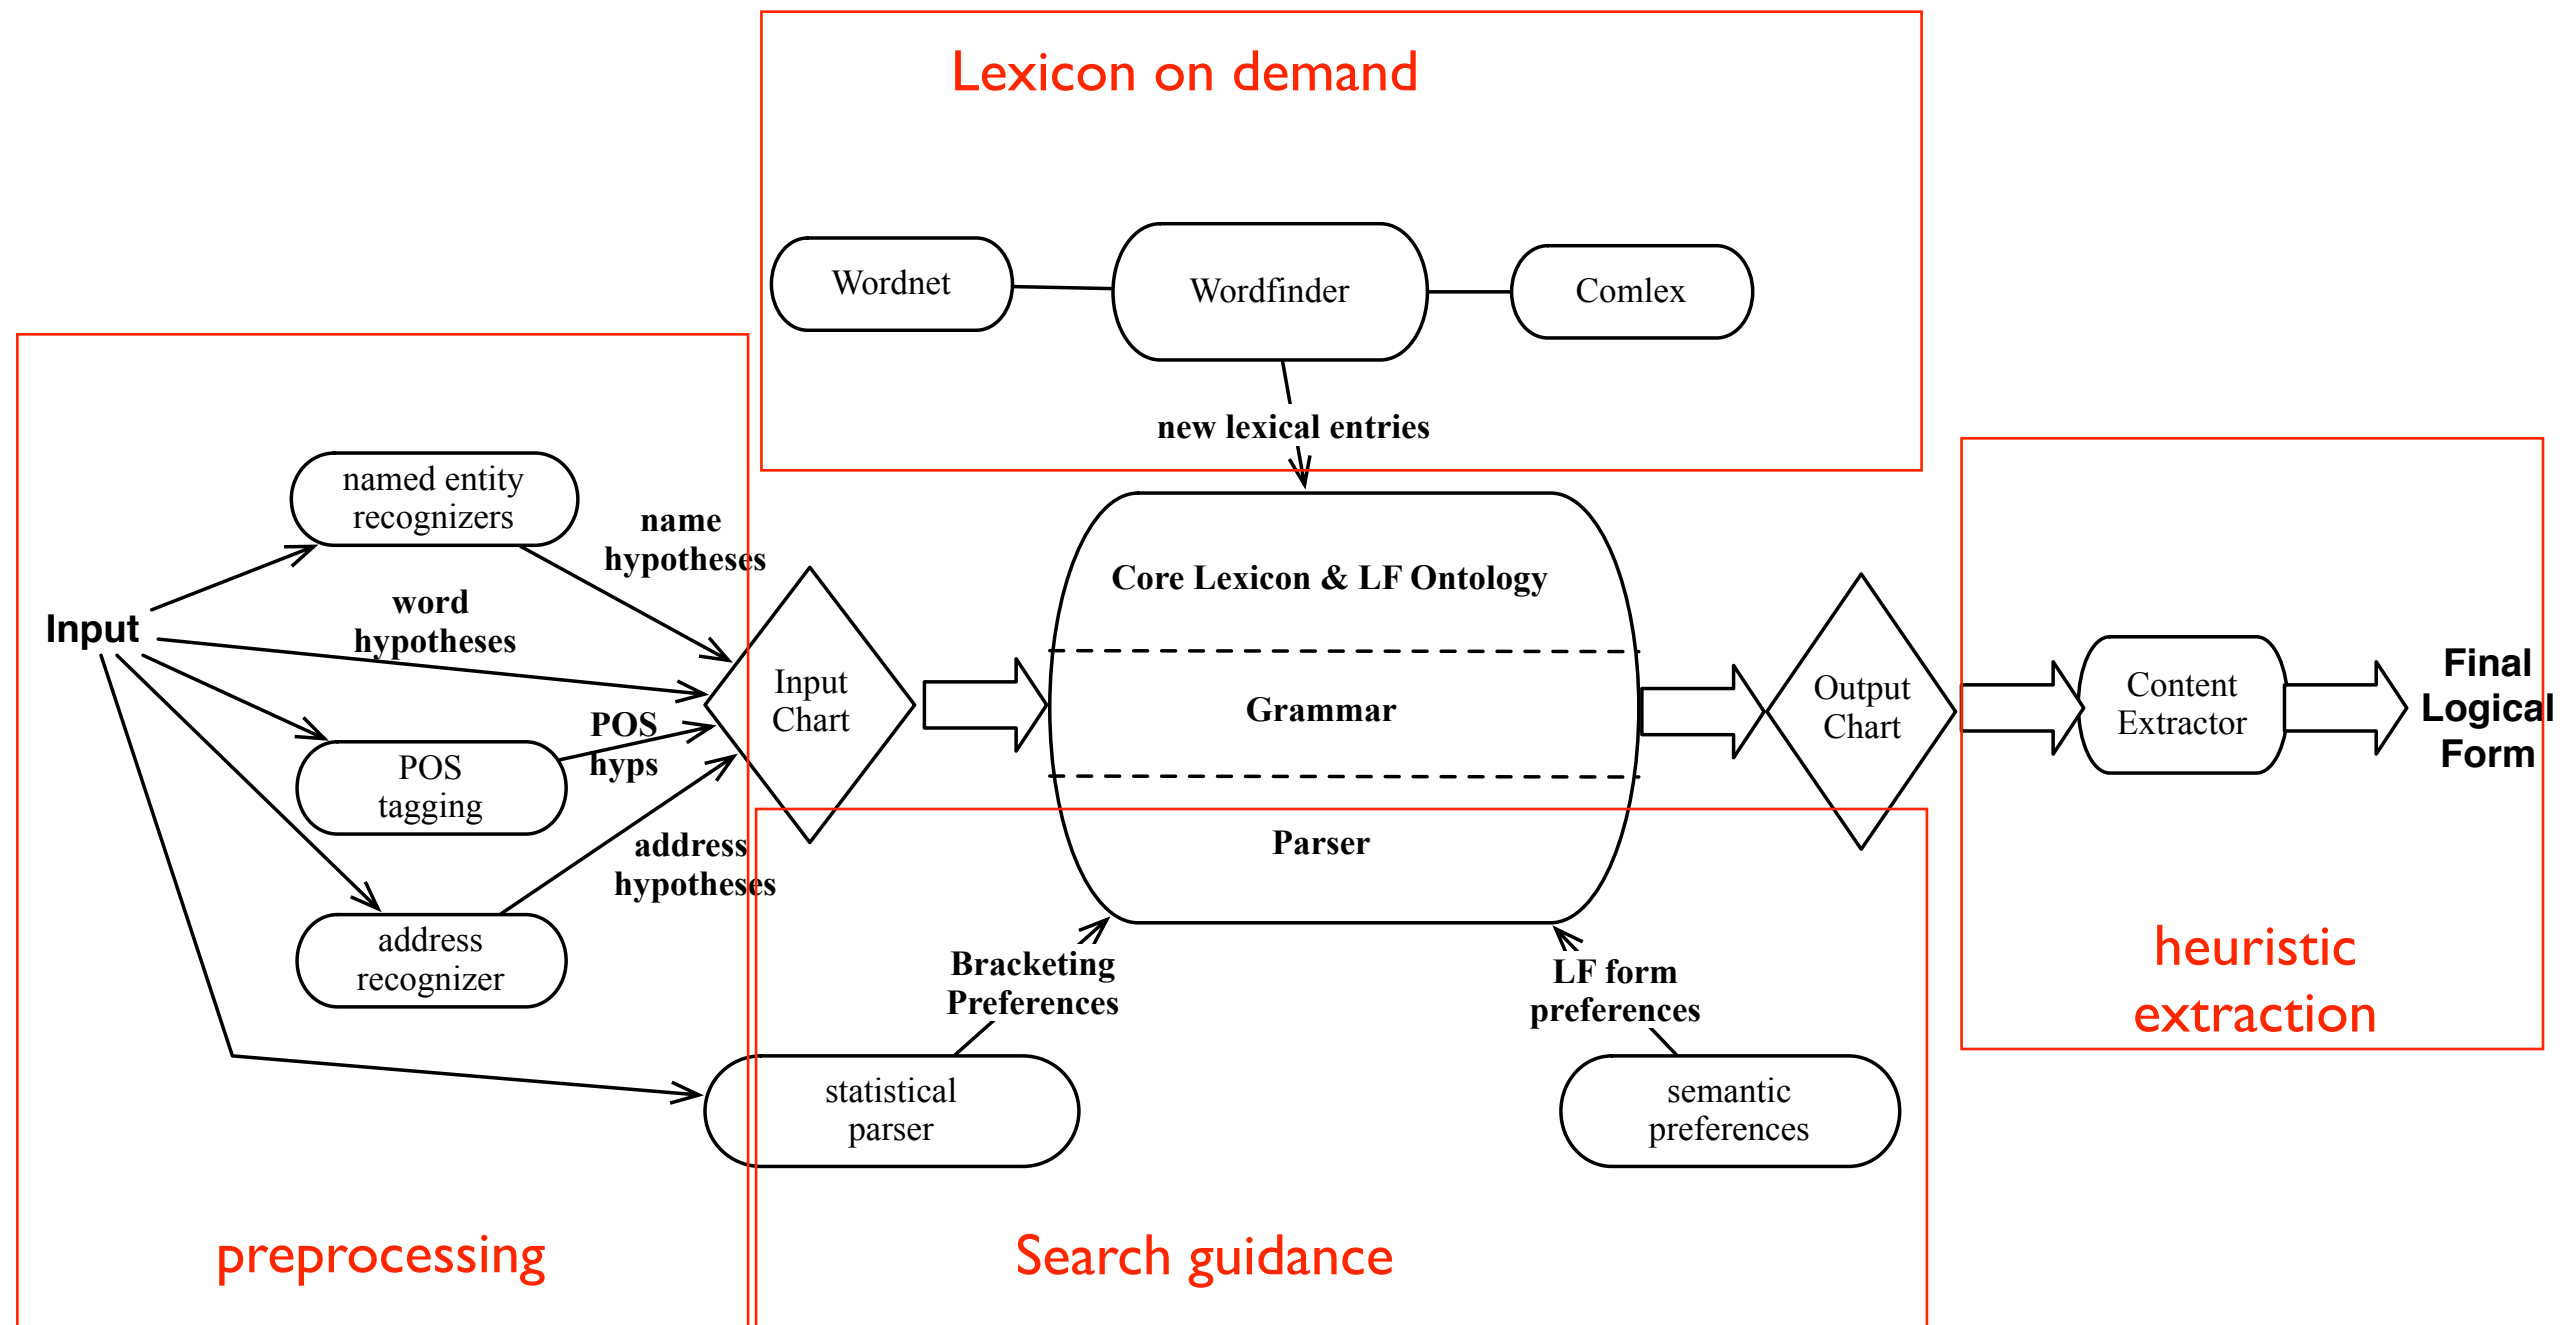 Lexicon on demand
Wordnet
Wordfinder
Comlex
new lexical entries
named entity
recognizers
name
hypotheses
word
hypotheses
Input
POS
hyps
POS
tagging
address
hypotheses
address
recognizer
Input
Chart
Core Lexicon & LF Ontology
Grammar
Parser
Output
Chart
Content
Extractor
Final
Logical
Form
heuristic
extraction
Bracketing
Preferences
LF form
preferences
statistical
parser
semantic
preferences
preprocessing
Search guidance